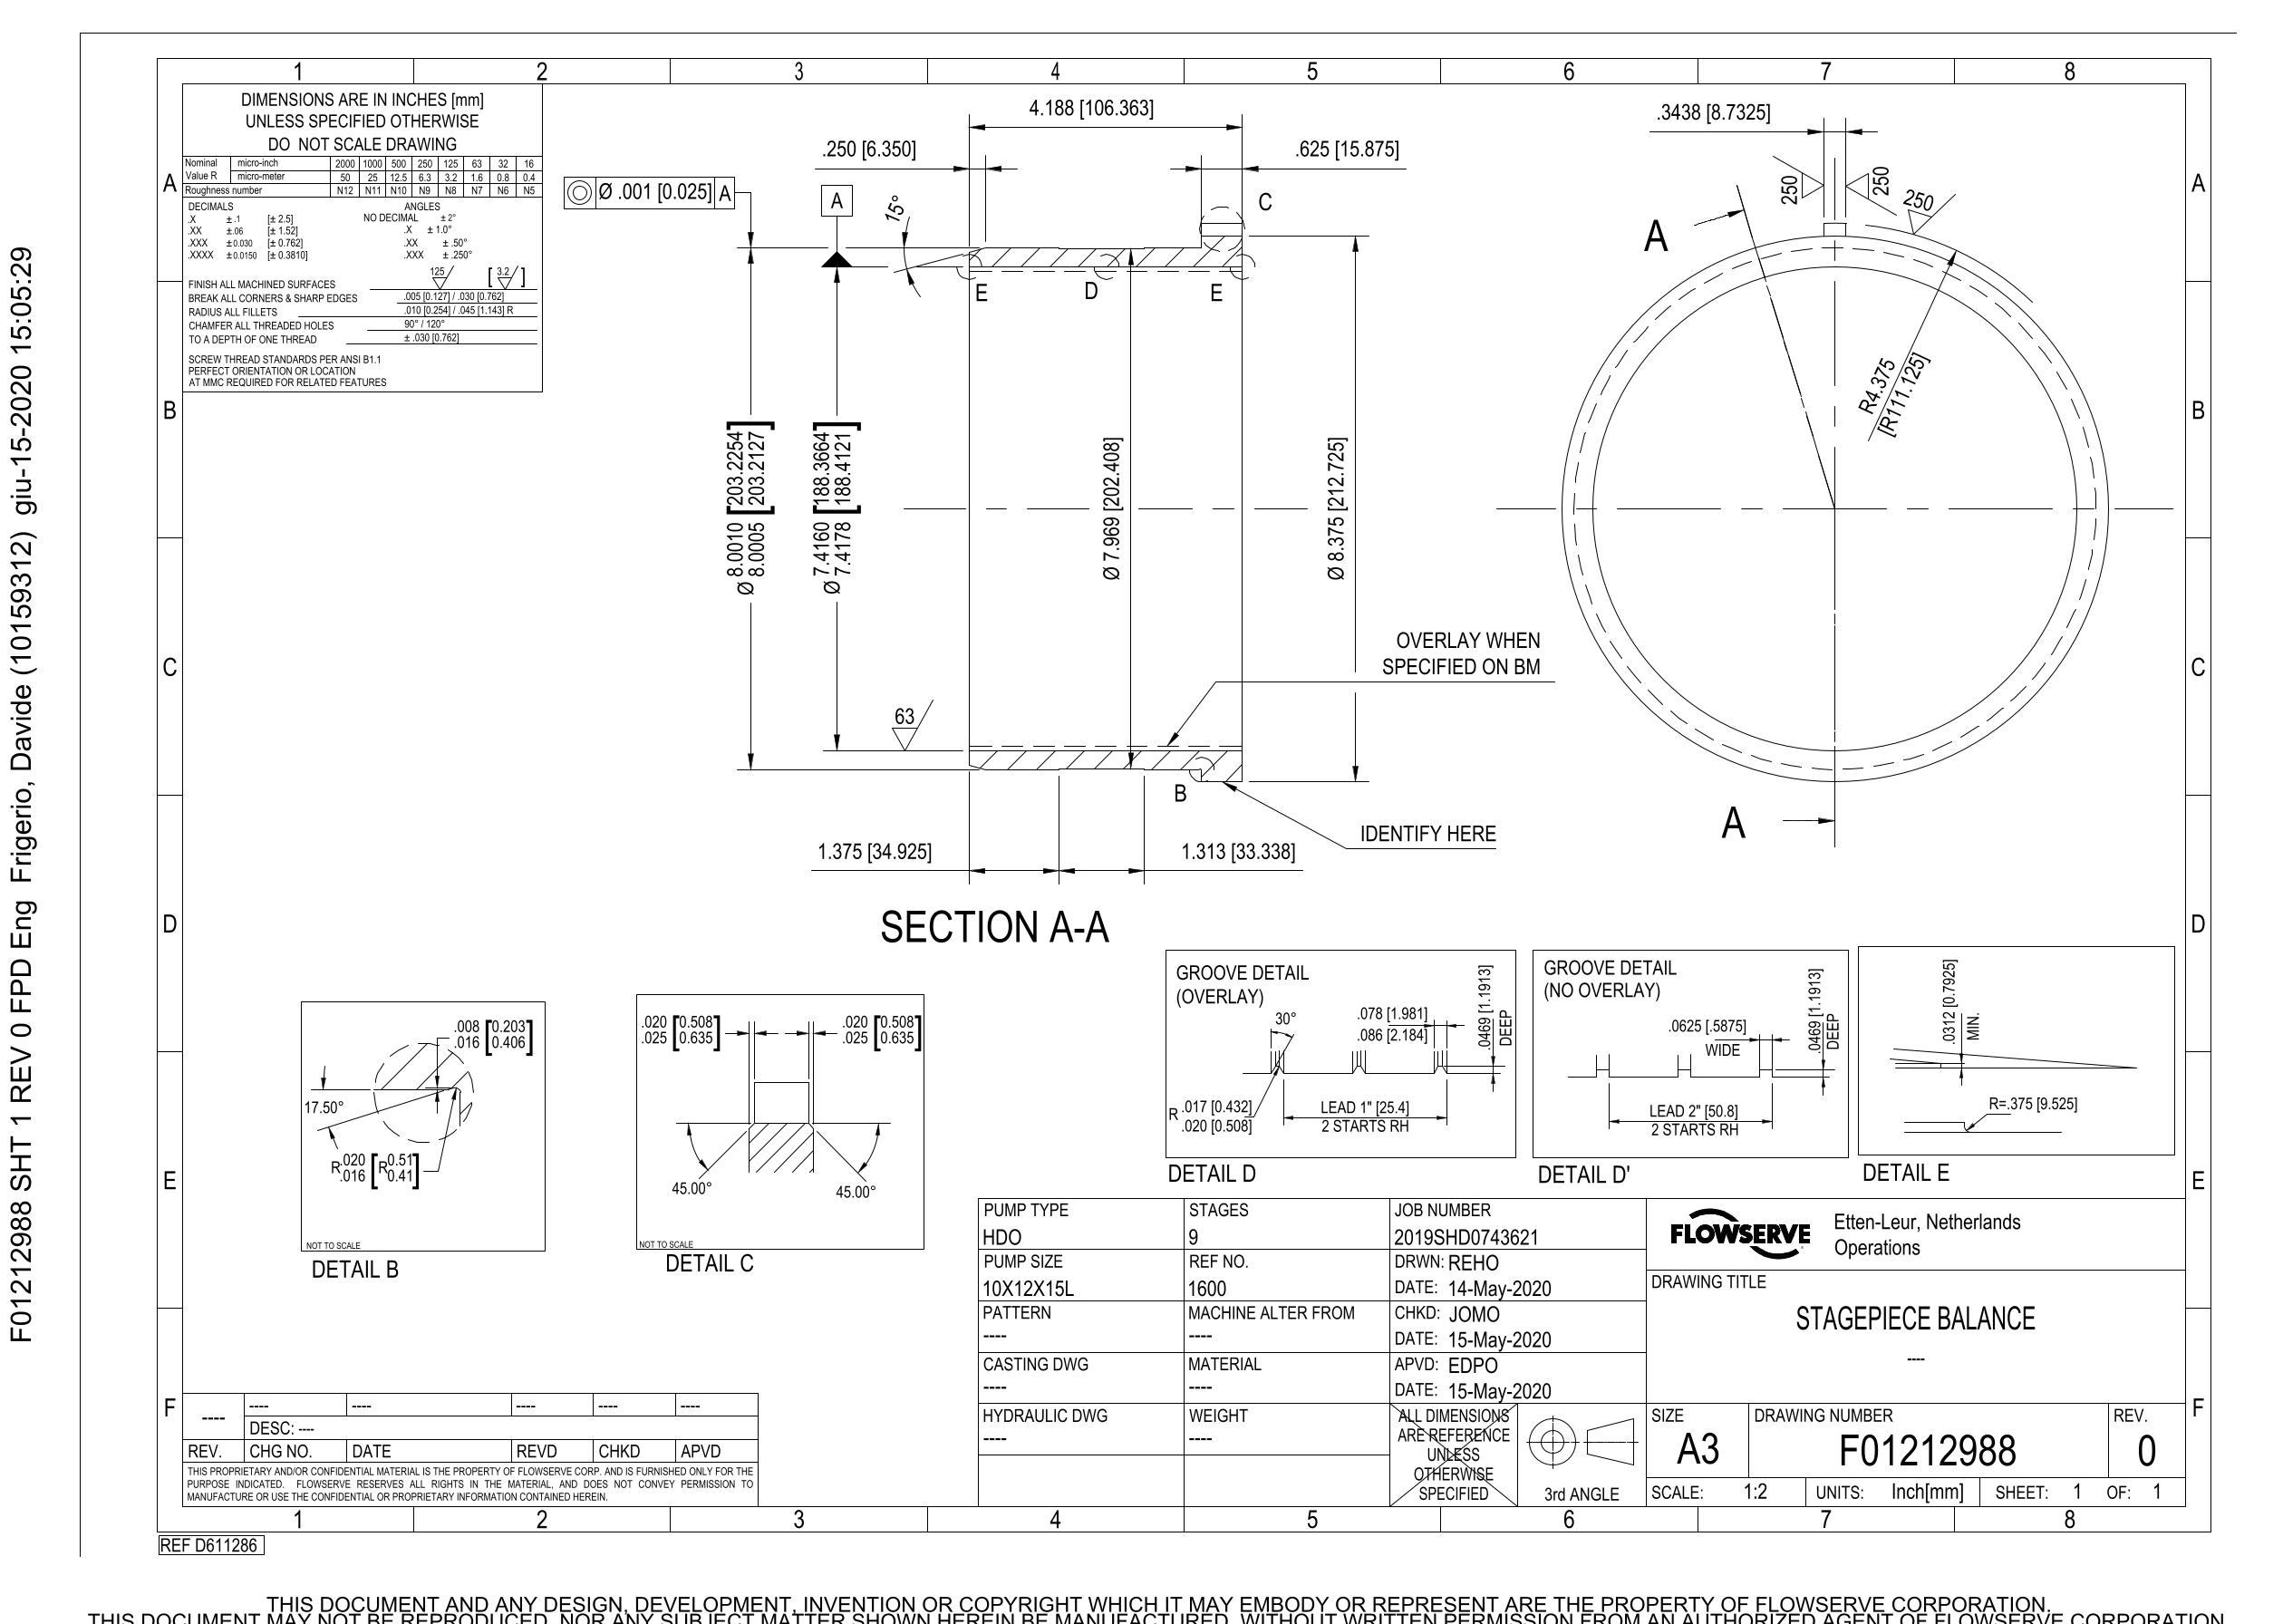 F01212988 SHT 1 REV 0 FPD Eng Frigerio, Davide (10159312) giu-15-2020 15:05:29
1 2 3 4 5 6 7 8
A
B
C
D
E
F
A
B
C
D
E
F
DIMENSIONS ARE IN INCHES [mm]
UNLESS SPECIFIED OTHERWISE
DO NOT SCALE DRAWING
Nominal Value R micro-inch 2000 1000 500 250 125 63 32 16
micro-meter 50 25 12.5 6.3 3.2 1.6 0.8 0.4
Roughness number N12 N11 N10 N9 N8 N7 N6 N5
DECIMALS ANGLES
.X ±.1 [± 2.5] NO DECIMAL ± 2°
.XX ±.06 [± 1.52] .X ± 1.0°
.XXX ±0.030 [± 0.762] .XX ± .50°
.XXXX ±0.0150 [± 0.3810] .XXX ± .250°
FINISH ALL MACHINED SURFACES 125 [3.2]
BREAK ALL CORNERS & SHARP EDGES .005 [0.127] / .030 [0.762]
RADIUS ALL FILLETS .010 [0.254] / .045 [1.143] R
CHAMFER ALL THREADED HOLES 90° / 120°
TO A DEPTH OF ONE THREAD ± .030 [0.762]
SCREW THREAD STANDARDS PER ANSI B1.1
PERFECT ORIENTATION OR LOCATION
AT MMC REQUIRED FOR RELATED FEATURES
4.188 [106.363]
.250 [6.350]
.625 [15.875]
Ø .001 [0.025] A
A
15°
C
E
D
E
Ø 8.0010 [203.2254]
8.0005 [203.2127]
Ø 7.4160 [188.3664]
7.4178 [188.4121]
Ø 7.969 [202.408]
Ø 8.375 [212.725]
OVERLAY WHEN
SPECIFIED ON BM
63
B
IDENTIFY HERE
1.375 [34.925]
1.313 [33.338]
SECTION A-A
.3438 [8.7325]
250
250
250
A
R4.375
[R111.125]
A
.008 [0.203]
.016 [0.406]
17.50°
R.020 [R0.51]
.016 [0.41]
NOT TO SCALE
DETAIL B
.020 [0.508]
.025 [0.635]
.020 [0.508]
.025 [0.635]
45.00°
45.00°
NOT TO SCALE
DETAIL C
GROOVE DETAIL
(OVERLAY)
30°
.078 [1.981]
.086 [2.184]
.0469 [1.1913]
DEEP
R .017 [0.432]
.020 [0.508]
LEAD 1" [25.4]
2 STARTS RH
DETAIL D
GROOVE DETAIL
(NO OVERLAY)
.0625 [.5875]
WIDE
.0469 [1.1913]
DEEP
LEAD 2" [50.8]
2 STARTS RH
DETAIL D'
.0312 [0.7925]
MIN.
R=.375 [9.525]
DETAIL E
PUMP TYPE
HDO
STAGES
9
JOB NUMBER
2019SHD0743621
PUMP SIZE
10X12X15L
REF NO.
1600
DRWN: REHO
DATE: 14-May-2020
PATTERN
----
MACHINE ALTER FROM
----
CHKD: JOMO
DATE: 15-May-2020
CASTING DWG
----
MATERIAL
----
APVD: EDPO
DATE: 15-May-2020
HYDRAULIC DWG
----
WEIGHT
----
ALL DIMENSIONS
ARE REFERENCE
UNLESS
OTHERWISE
SPECIFIED
3rd ANGLE
FLOWSERVE
Etten-Leur, Netherlands
Operations
DRAWING TITLE
STAGEPIECE BALANCE
----
SIZE
A3
DRAWING NUMBER
F01212988
REV.
0
SCALE: 1:2
UNITS: Inch[mm]
SHEET: 1 OF: 1
---- ---- ---- ---- ---- ----
DESC: ----
REV. CHG NO. DATE REVD CHKD APVD
THIS PROPRIETARY AND/OR CONFIDENTIAL MATERIAL IS THE PROPERTY OF FLOWSERVE CORP. AND IS FURNISHED ONLY FOR THE
PURPOSE INDICATED. FLOWSERVE RESERVES ALL RIGHTS IN THE MATERIAL, AND DOES NOT CONVEY PERMISSION TO
MANUFACTURE OR USE THE CONFIDENTIAL OR PROPRIETARY INFORMATION CONTAINED HEREIN.
1 2 3 4 5 6 7 8
REF D611286
THIS DOCUMENT AND ANY DESIGN, DEVELOPMENT, INVENTION OR COPYRIGHT WHICH IT MAY EMBODY OR REPRESENT ARE THE PROPERTY OF FLOWSERVE CORPORATION.
THIS DOCUMENT MAY NOT BE REPRODUCED, NOR ANY SUBJECT MATTER SHOWN HEREIN BE MANUFACTURED, WITHOUT WRITTEN PERMISSION FROM AN AUTHORIZED AGENT OF FLOWSERVE CORPORATION